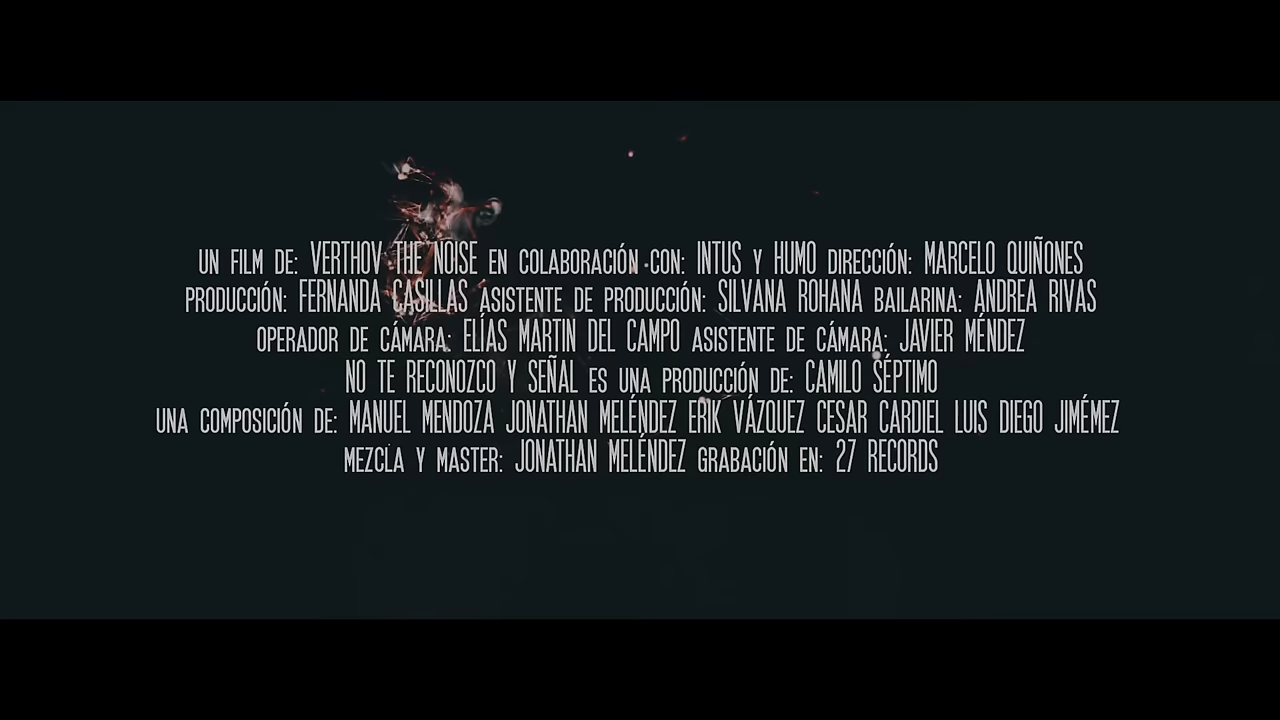 UN FILM DE: VERTHOV THE NOISE EN COLABORACIÓN CON: INTUS Y HUMO DIRECCIÓN: MARCELO QUIÑONES
PRODUCCIÓN: FERNANDA CASILLAS ASISTENTE DE PRODUCCIÓN: SILVANA ROHANA BAILARINA: ANDREA RIVAS
OPERADOR DE CÁMARA: ELÍAS MARTIN DEL CAMPO ASISTENTE DE CÁMARA: JAVIER MÉNDEZ
NO TE RECONOZCO Y SEÑAL ES UNA PRODUCCIÓN DE: CAMILO SÉPTIMO
UNA COMPOSICIÓN DE: MANUEL MENDOZA JONATHAN MELÉNDEZ ERIK VÁZQUEZ CESAR CARDIEL LUIS DIEGO JIMÉMEZ
MEZCLA Y MASTER: JONATHAN MELÉNDEZ GRABACIÓN EN: 27 RECORDS